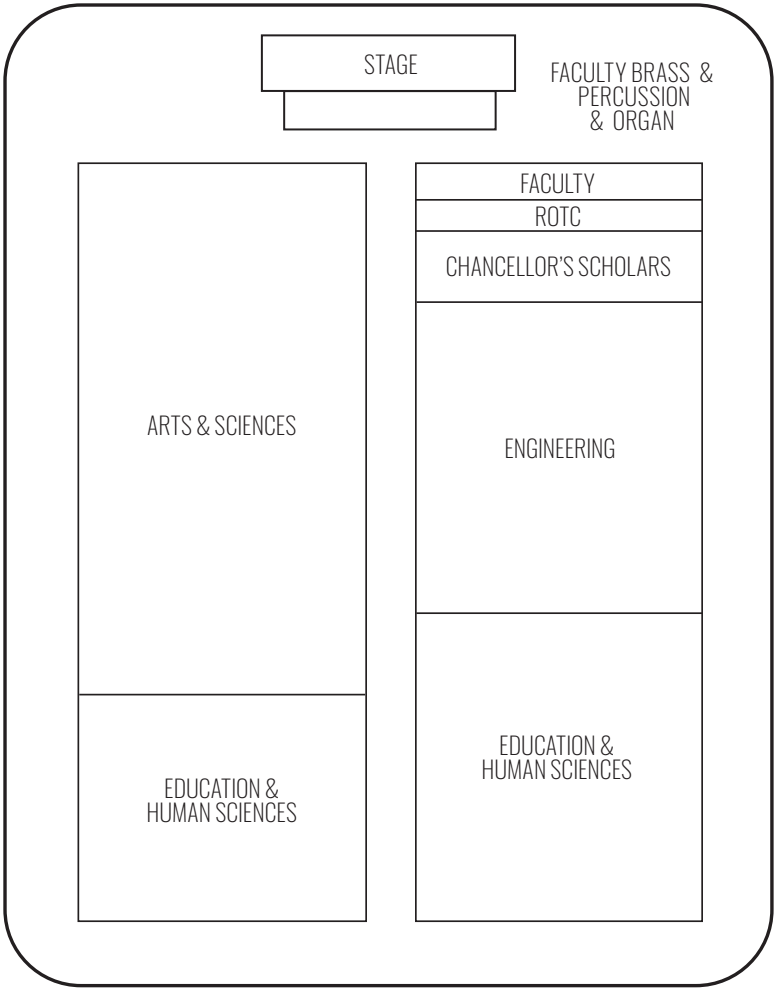 STAGE
FACULTY BRASS &
PERCUSSION
& ORGAN
FACULTY
ROTC
CHANCELLOR'S SCHOLARS
ARTS & SCIENCES
ENGINEERING
EDUCATION &
HUMAN SCIENCES
EDUCATION &
HUMAN SCIENCES